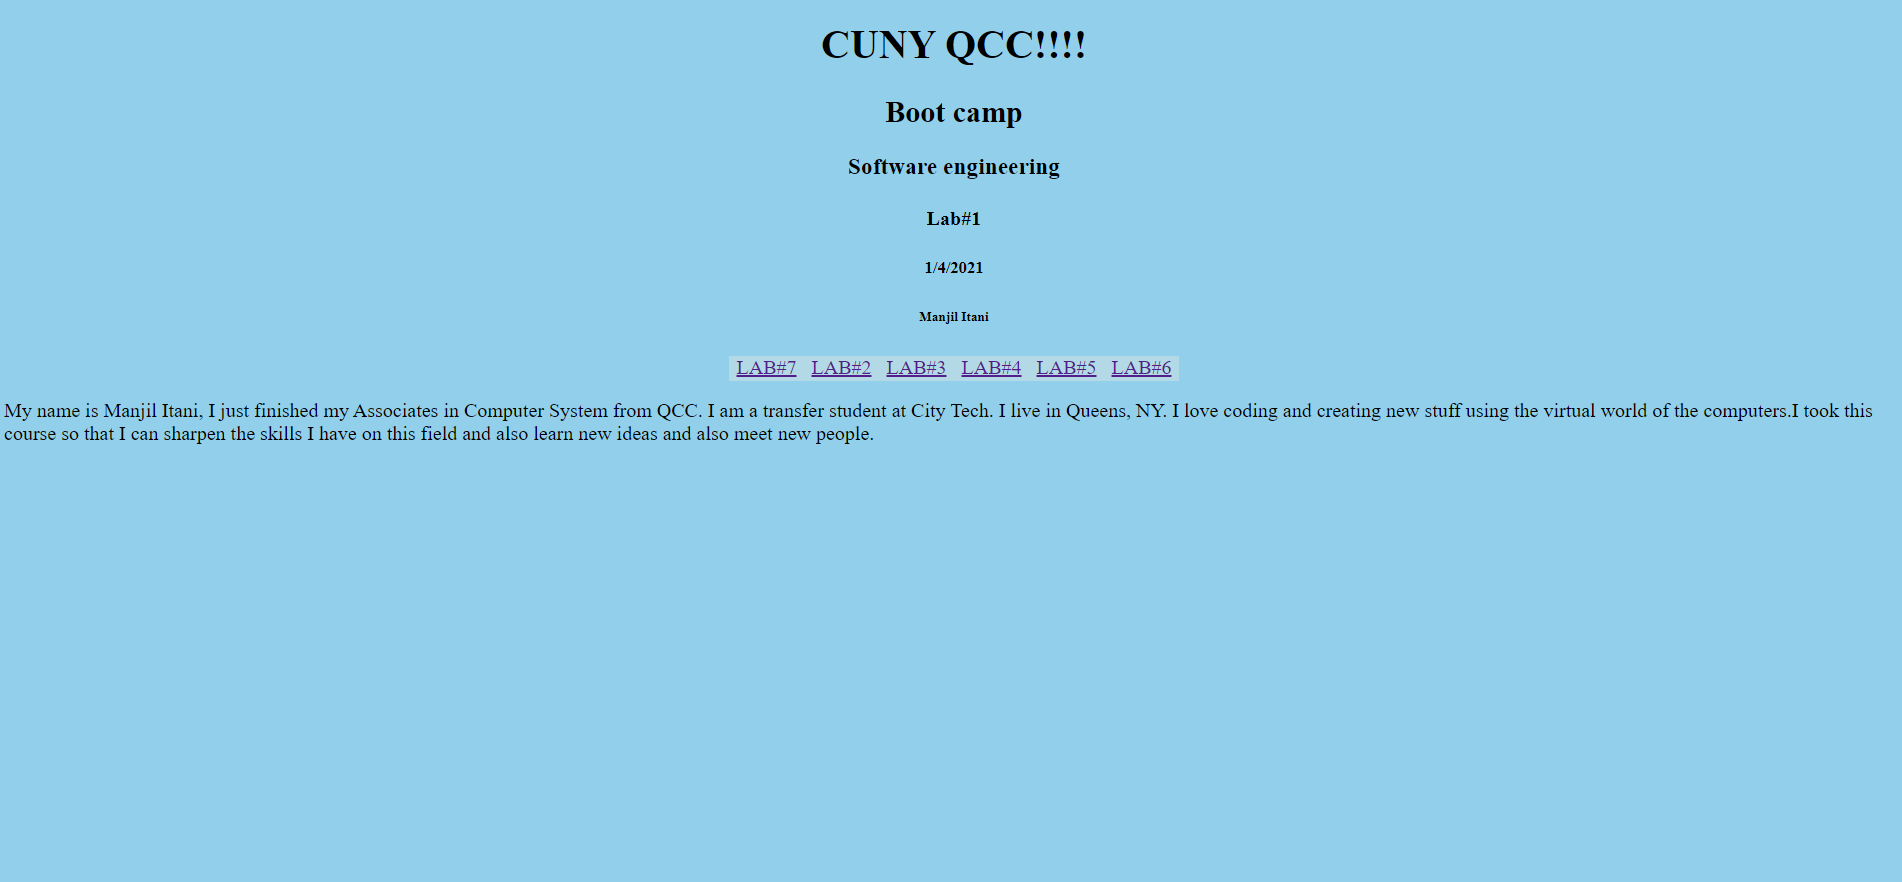 CUNY QCC!!!!
Boot camp
Software engineering
Lab#1
1/4/2021
Manjil Itani
LAB#7 LAB#2 LAB#3 LAB#4 LAB#5 LAB#6
My name is Manjil Itani, I just finished my Associates in Computer System from QCC. I am a transfer student at City Tech. I live in Queens, NY. I love coding and creating new stuff using the virtual world of the computers.I took this
course so that I can sharpen the skills I have on this field and also learn new ideas and also meet new people.